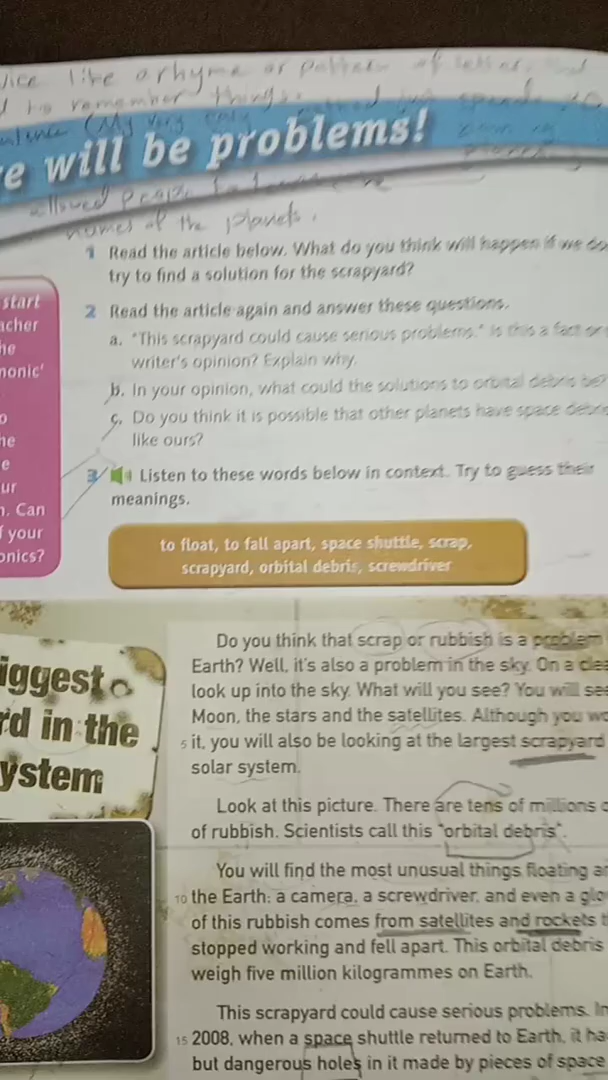 like a rhyme or pattern of letter
to remember things.
e will be problems!
allowed people to
names of the planets.
1 Read the article below. What do you think will happen if we do
try to find a solution for the scrapyard?
start
acher
he
nonic'
o
he
e
ur
n. Can
f your
onics?
2 Read the article again and answer these questions.
a. "This scrapyard could cause serious problems." Is this a fact or
writer's opinion? Explain why.
b. In your opinion, what could the solutions to orbital debris be?
c. Do you think it is possible that other planets have space debris
like ours?
3 Listen to these words below in context. Try to guess their
meanings.
to float, to fall apart, space shuttle, scrap,
scrapyard, orbital debris, screwdriver
iggest
rd in the
ystem
Do you think that scrap or rubbish is a problem
Earth? Well, it's also a problem in the sky. On a clea
look up into the sky. What will you see? You will see
Moon, the stars and the satellites. Although you wo
5 it, you will also be looking at the largest scrapyard
solar system.
Look at this picture. There are tens of millions o
of rubbish. Scientists call this "orbital debris".
You will find the most unusual things floating ar
10 the Earth: a camera, a screwdriver, and even a glo
of this rubbish comes from satellites and rockets t
stopped working and fell apart. This orbital debris
weigh five million kilogrammes on Earth.
This scrapyard could cause serious problems. In
15 2008, when a space shuttle returned to Earth, it ha
but dangerous holes in it made by pieces of space